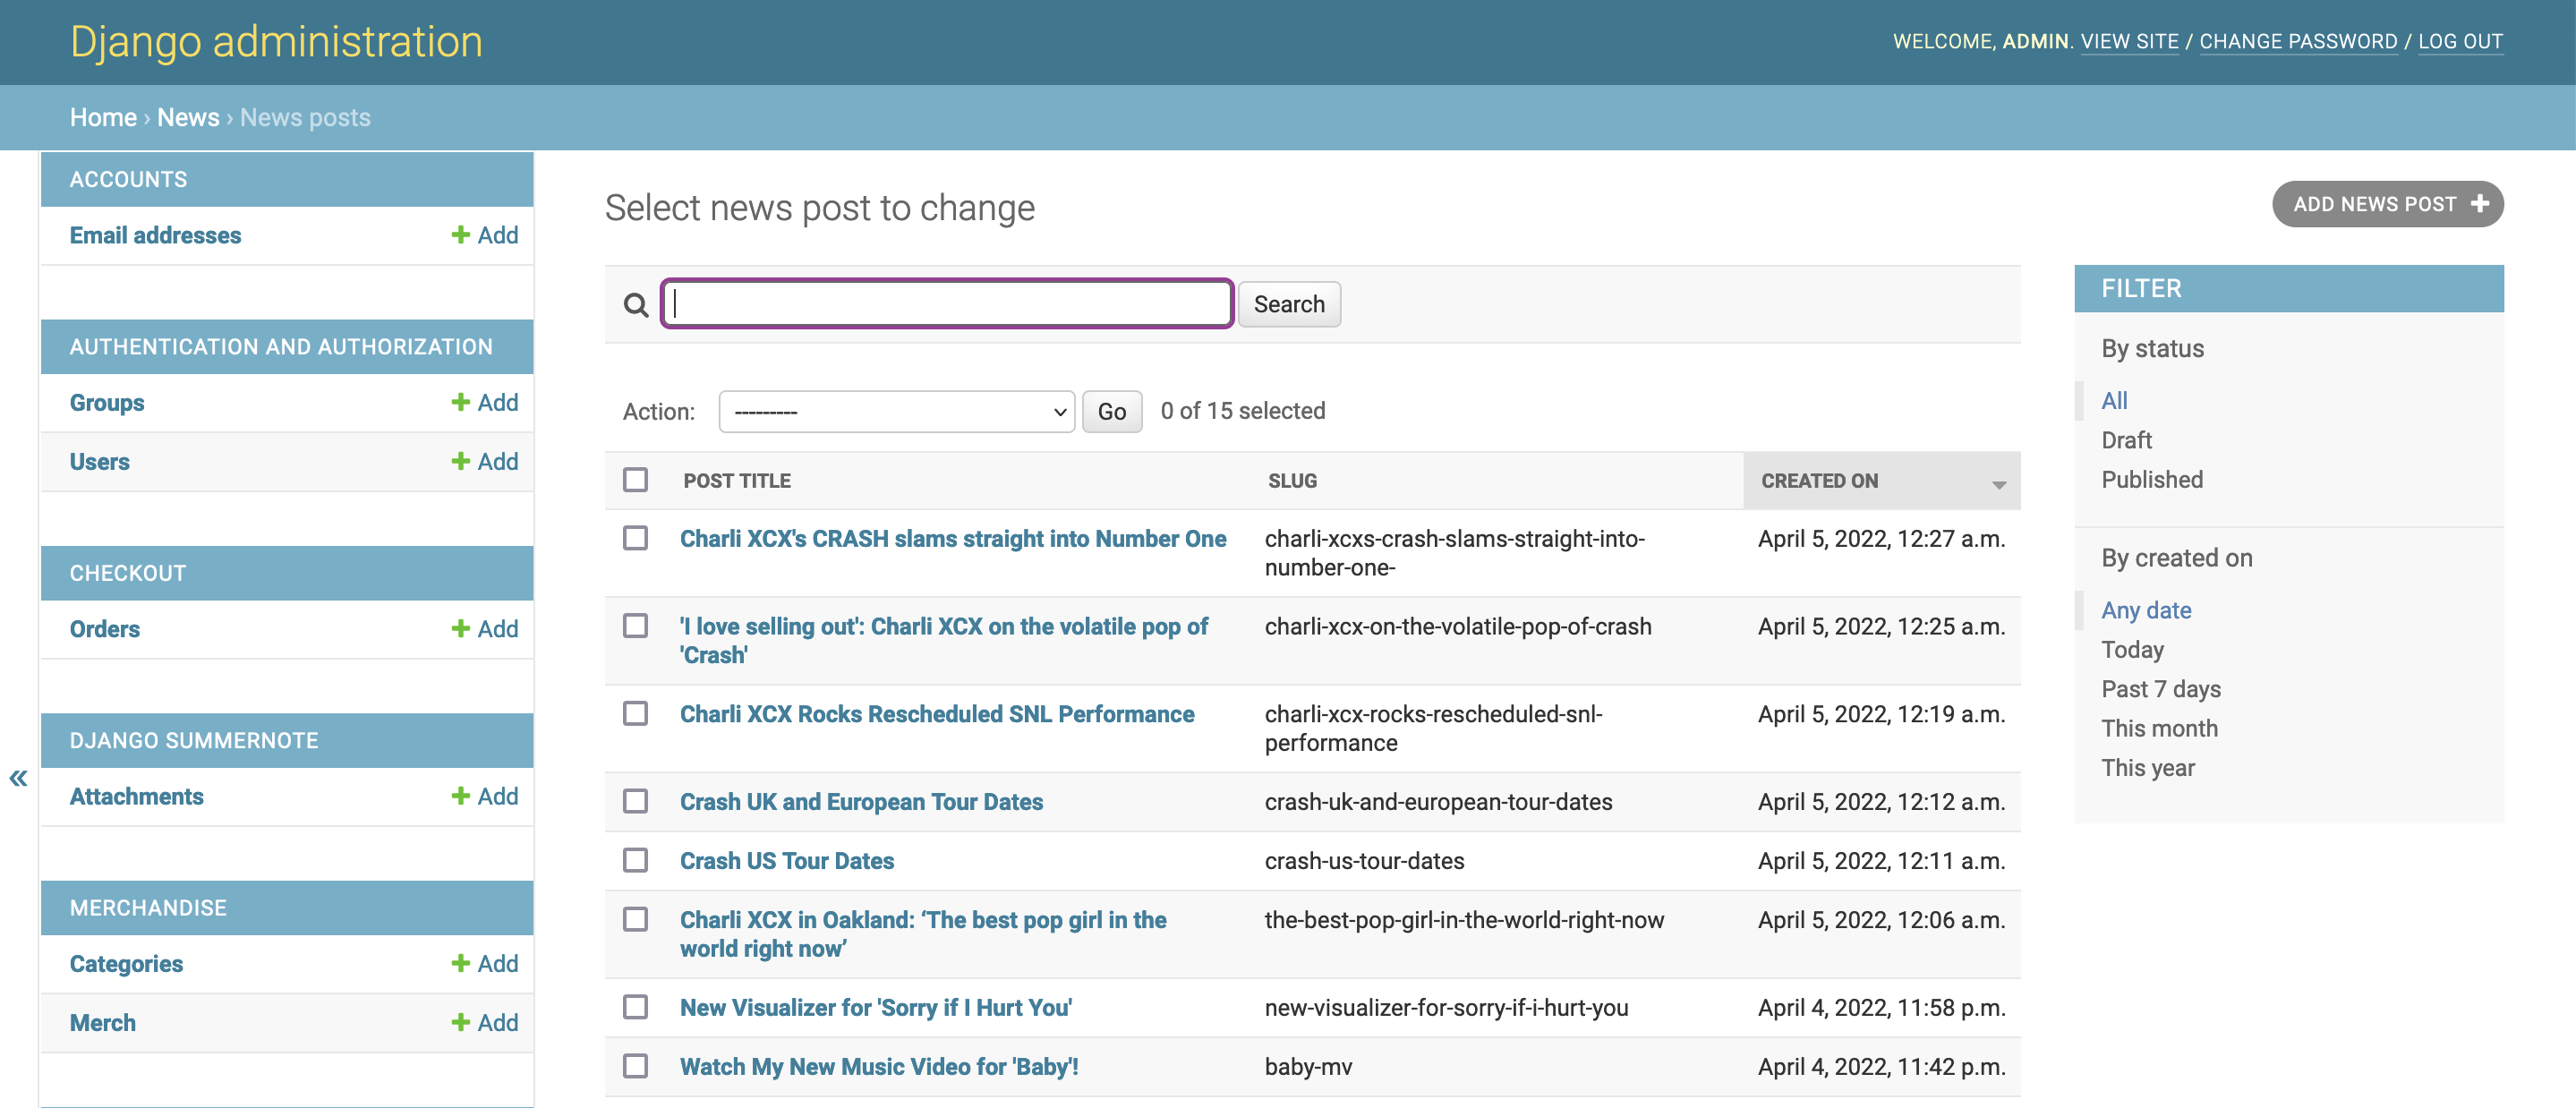 Django administration
WELCOME, ADMIN. VIEW SITE / CHANGE PASSWORD / LOG OUT
Home › News › News posts
ACCOUNTS
Email addresses
Add
AUTHENTICATION AND AUTHORIZATION
Groups
Add
Users
Add
CHECKOUT
Orders
Add
DJANGO SUMMERNOTE
Attachments
Add
MERCHANDISE
Categories
Add
Merch
Add
«
Select news post to change
ADD NEWS POST
Search
Action:
---------
Go
0 of 15 selected
POST TITLE
SLUG
CREATED ON
Charli XCX's CRASH slams straight into Number One
charli-xcxs-crash-slams-straight-into-
number-one-
April 5, 2022, 12:27 a.m.
'I love selling out': Charli XCX on the volatile pop of
'Crash'
charli-xcx-on-the-volatile-pop-of-crash
April 5, 2022, 12:25 a.m.
Charli XCX Rocks Rescheduled SNL Performance
charli-xcx-rocks-rescheduled-snl-
performance
April 5, 2022, 12:19 a.m.
Crash UK and European Tour Dates
crash-uk-and-european-tour-dates
April 5, 2022, 12:12 a.m.
Crash US Tour Dates
crash-us-tour-dates
April 5, 2022, 12:11 a.m.
Charli XCX in Oakland: ‘The best pop girl in the
world right now’
the-best-pop-girl-in-the-world-right-now
April 5, 2022, 12:06 a.m.
New Visualizer for 'Sorry if I Hurt You'
new-visualizer-for-sorry-if-i-hurt-you
April 4, 2022, 11:58 p.m.
Watch My New Music Video for 'Baby'!
baby-mv
April 4, 2022, 11:42 p.m.
FILTER
By status
All
Draft
Published
By created on
Any date
Today
Past 7 days
This month
This year